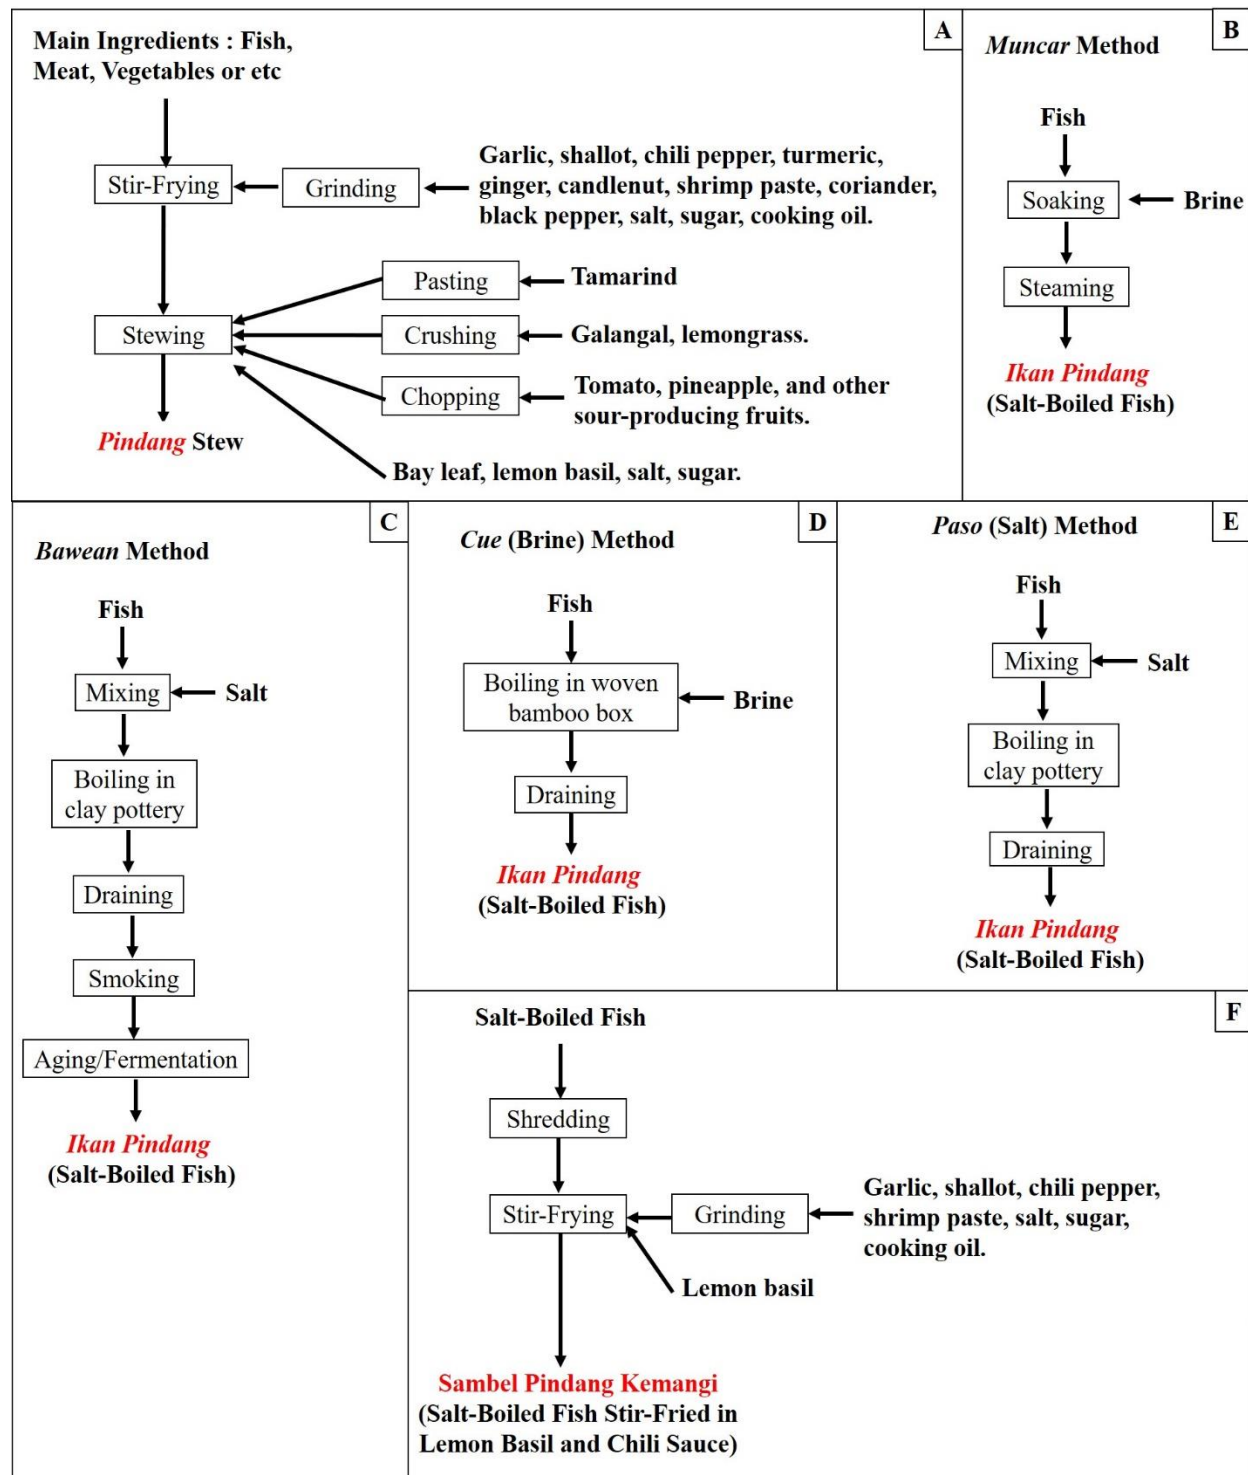 A
Main Ingredients : Fish,
Meat, Vegetables or etc
Stir-Frying
Grinding
Garlic, shallot, chili pepper, turmeric,
ginger, candlenut, shrimp paste, coriander,
black pepper, salt, sugar, cooking oil.
Pasting
Tamarind
Stewing
Crushing
Galangal, lemongrass.
Chopping
Tomato, pineapple, and other
sour-producing fruits.
Pindang Stew
Bay leaf, lemon basil, salt, sugar.
B
Muncar Method
Fish
Soaking
Brine
Steaming
Ikan Pindang
(Salt-Boiled Fish)
C
Bawean Method
Fish
Mixing
Salt
Boiling in
clay pottery
Draining
Smoking
Aging/Fermentation
Ikan Pindang
(Salt-Boiled Fish)
D
Cue (Brine) Method
Fish
Boiling in woven
bamboo box
Brine
Draining
Ikan Pindang
(Salt-Boiled Fish)
E
Paso (Salt) Method
Fish
Mixing
Salt
Boiling in
clay pottery
Draining
Ikan Pindang
(Salt-Boiled Fish)
F
Salt-Boiled Fish
Shredding
Stir-Frying
Grinding
Garlic, shallot, chili pepper,
shrimp paste, salt, sugar,
cooking oil.
Lemon basil
Sambel Pindang Kemangi
(Salt-Boiled Fish Stir-Fried in
Lemon Basil and Chili Sauce)